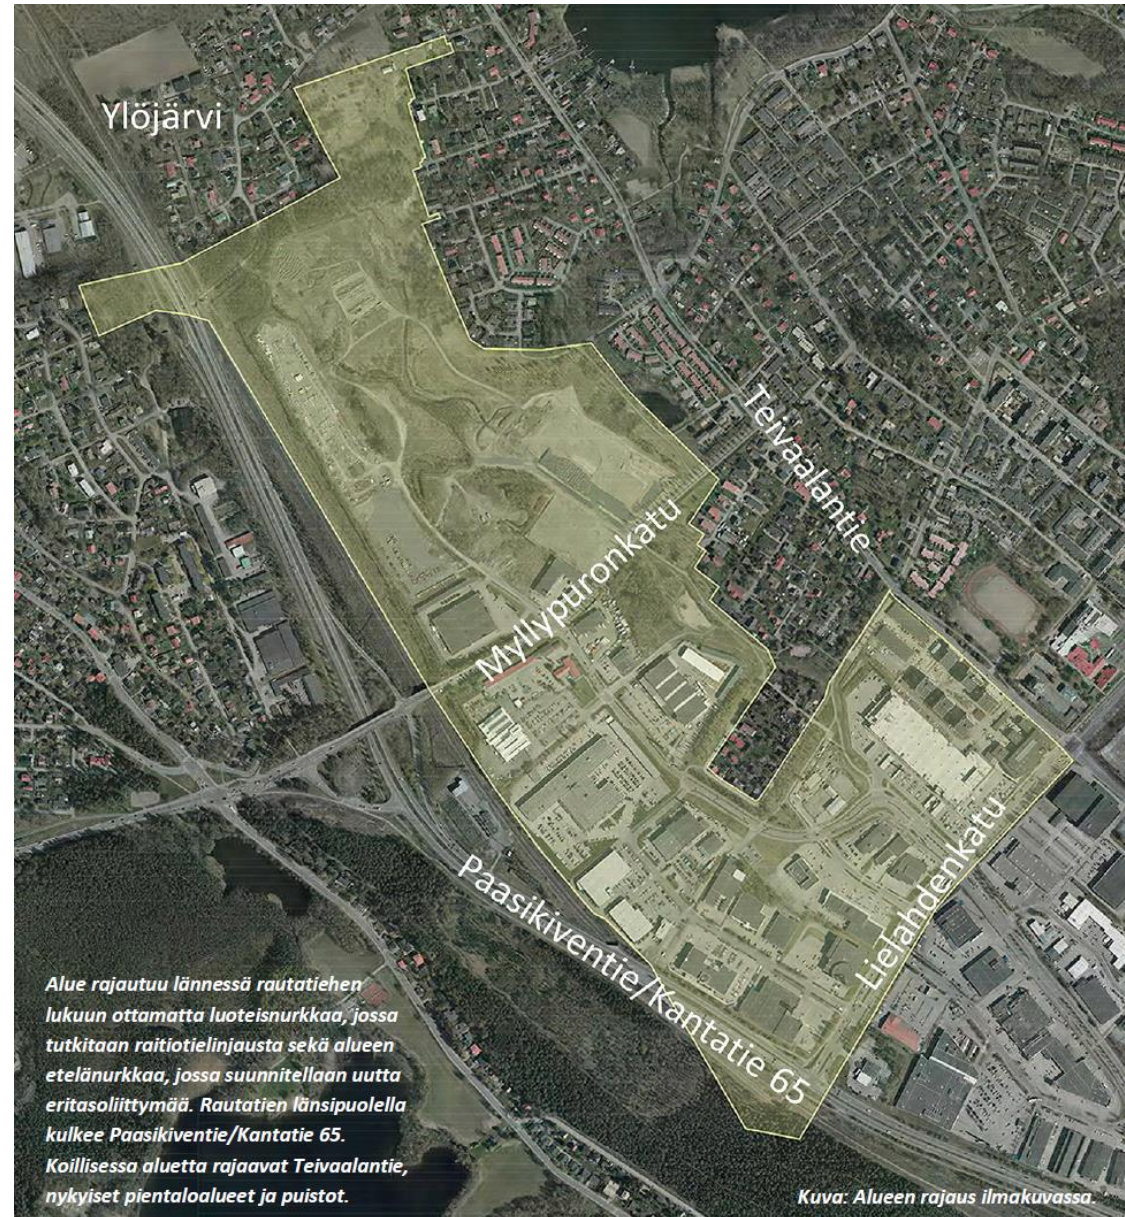 Ylöjärvi
Teivaalantie
Myllypuronkatu
Lielahdenkatu
Paasikiventie/Kantatie 65
Alue rajautuu lännessä rautatiehen
lukuun ottamatta luoteisnurkkaa, jossa
tutkitaan raitiotielinjausta sekä alueen
etelänurkkaa, jossa suunnitellaan uutta
eritasoliittymää. Rautatien länsipuolella
kulkee Paasikiventie/Kantatie 65.
Koillisessa aluetta rajaavat Teivaalantie,
nykyiset pientaloalueet ja puistot.
Kuva: Alueen rajaus ilmakuvassa.